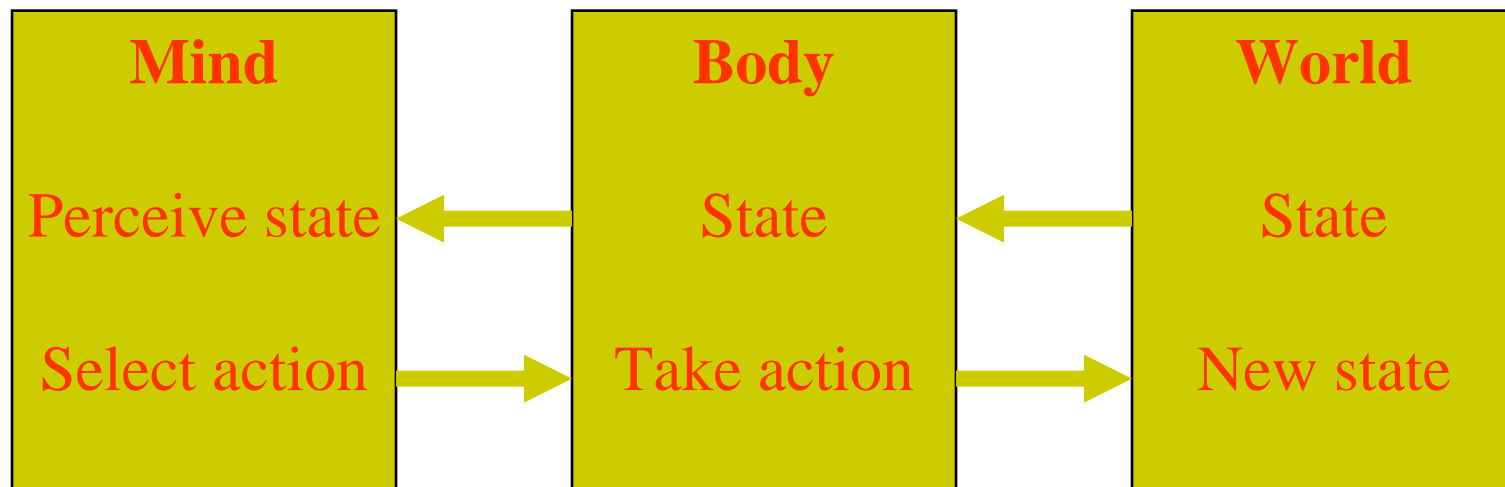 Mind
Perceive state
Select action
Body
State
Take action
World
State
New state